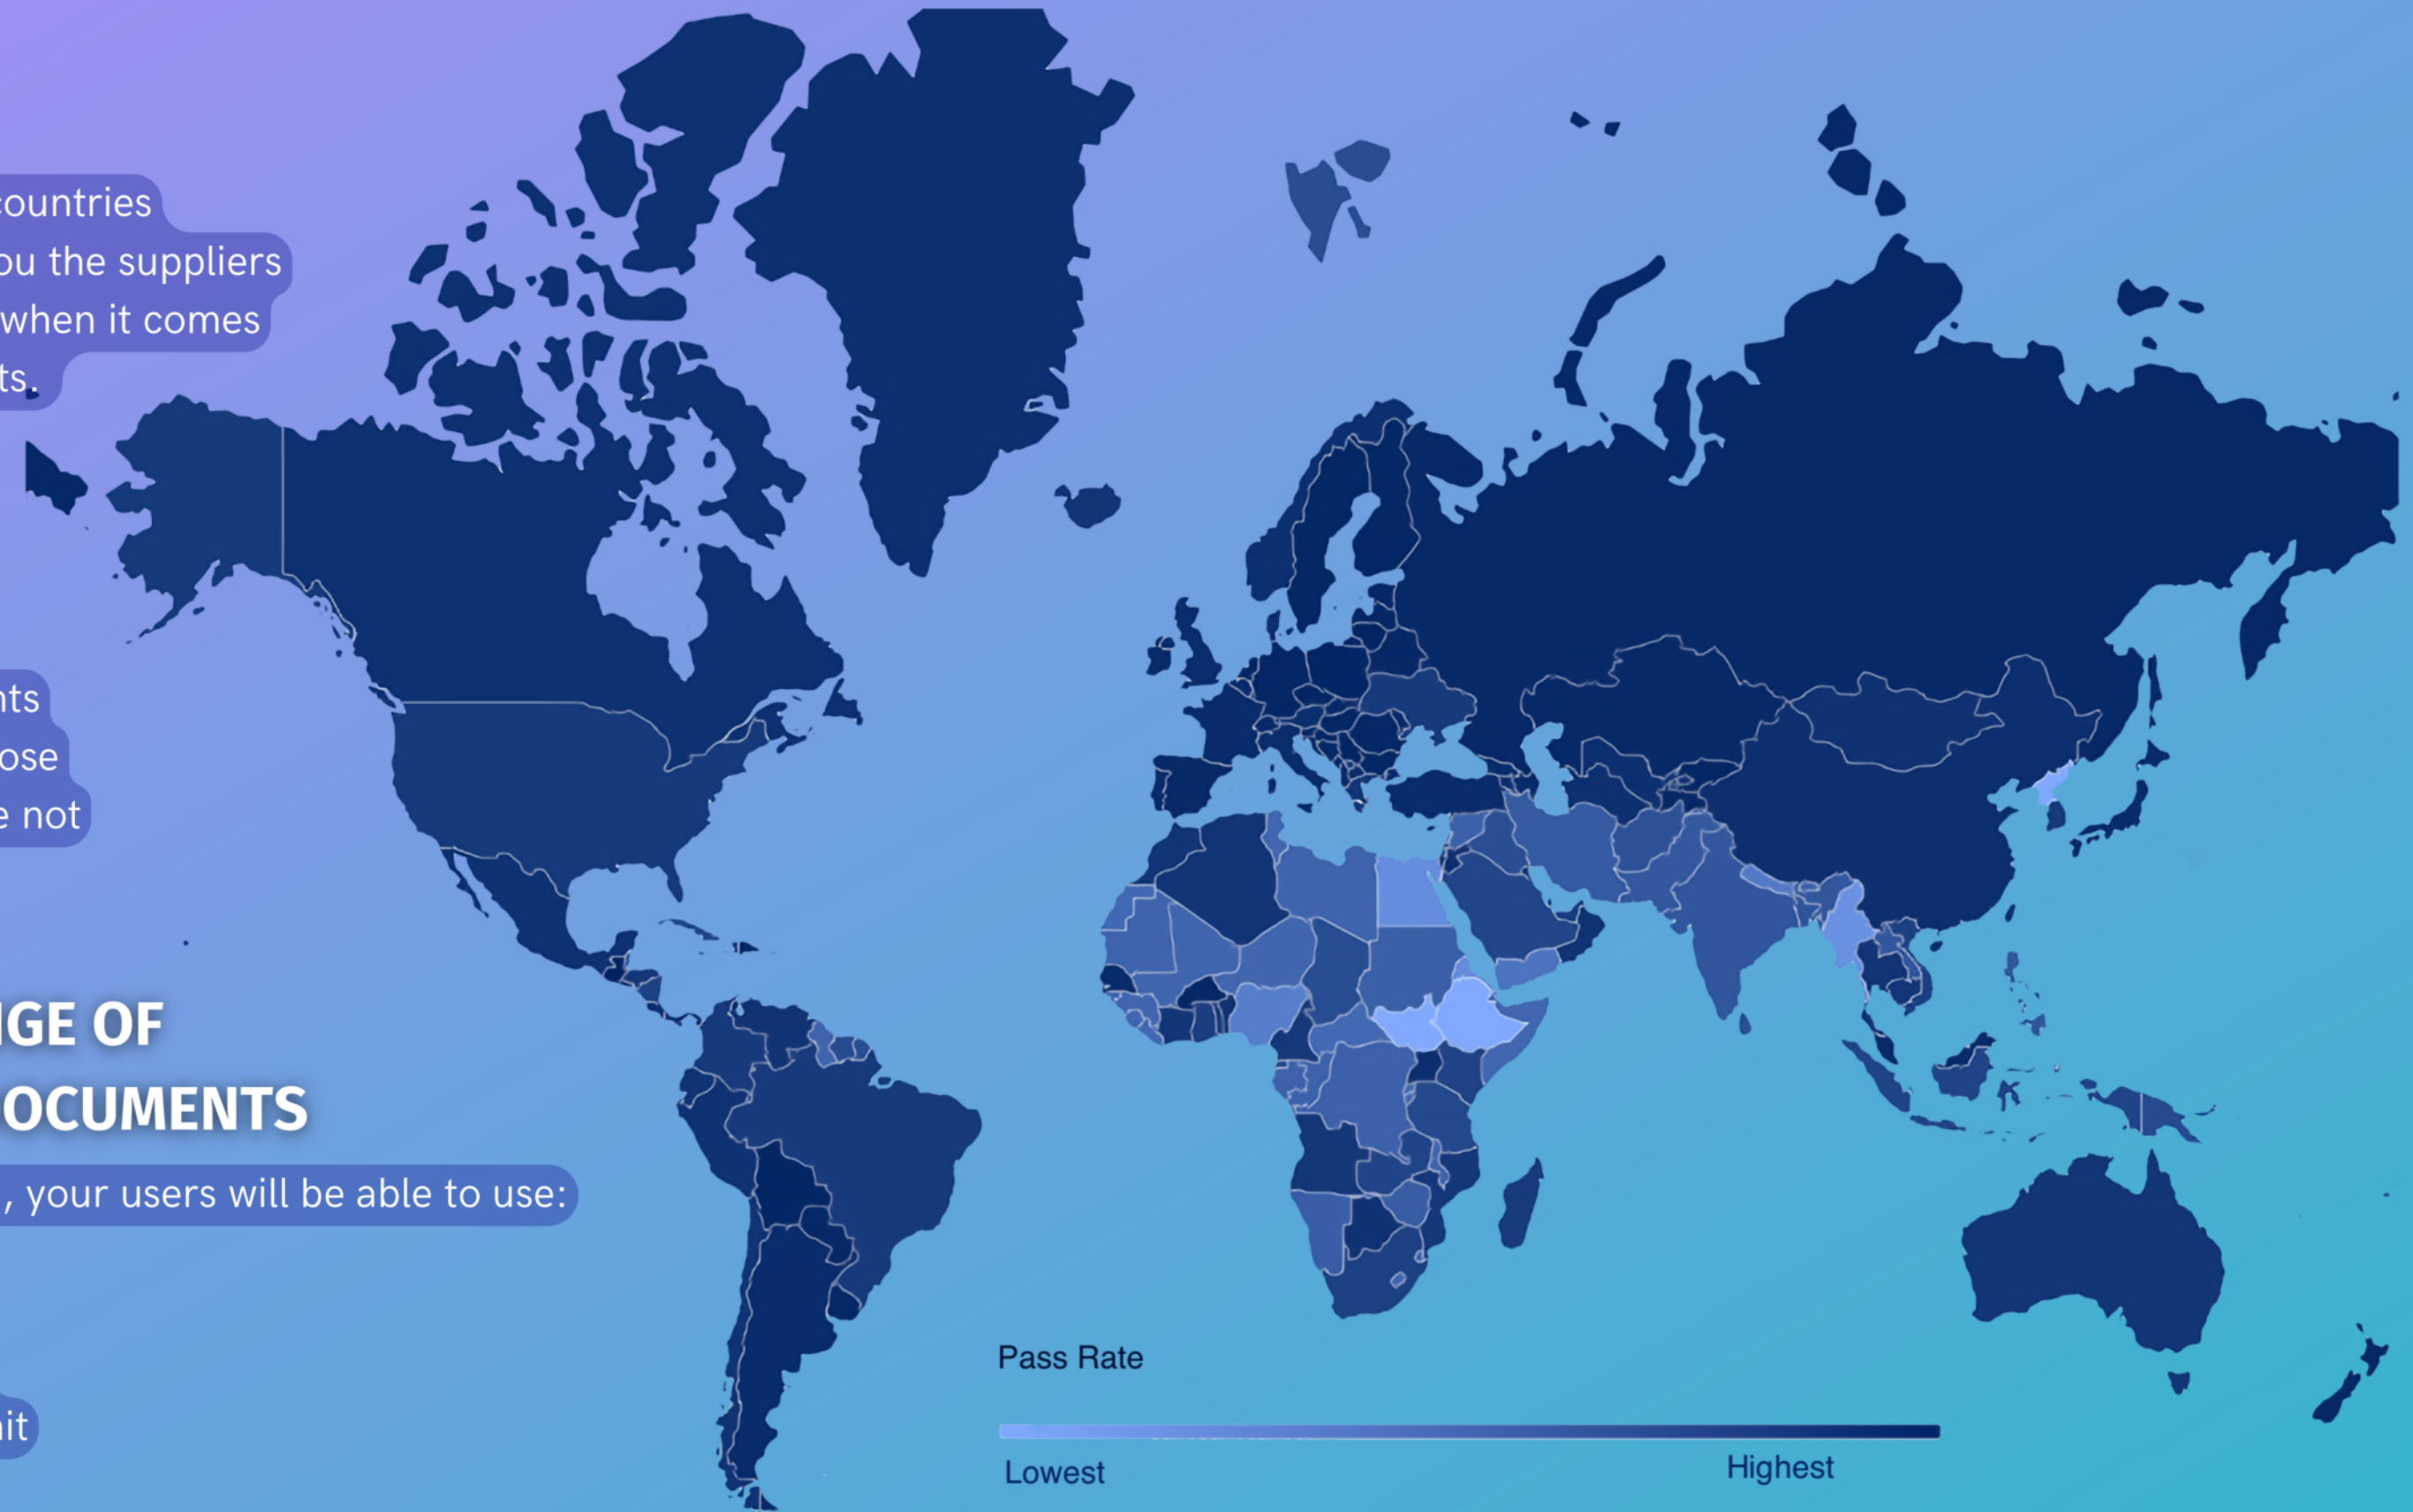 countries
ou the suppliers
when it comes
ts.
nts
ose
e not
GE OF
OCUMENTS
, your users will be able to use:
it
Pass Rate
Lowest
Highest